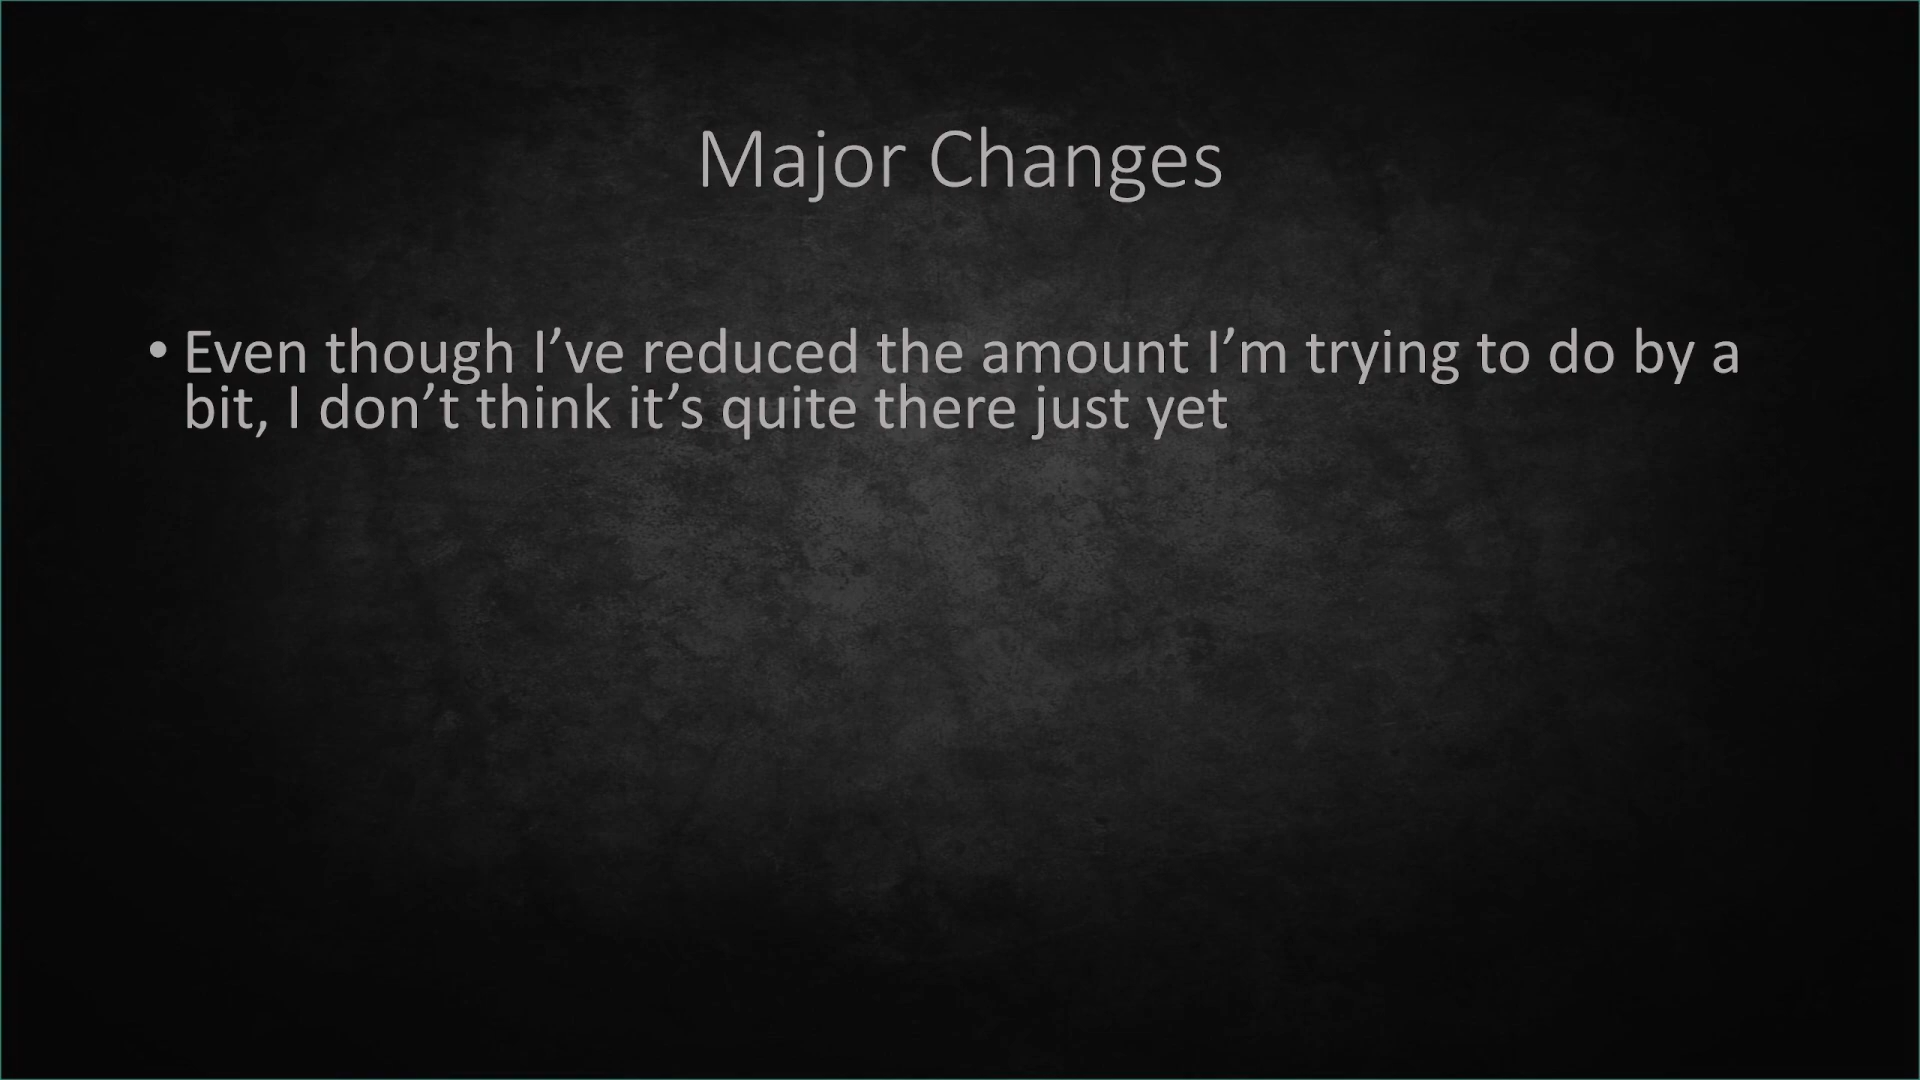 Major Changes
• Even though I’ve reduced the amount I’m trying to do by a
bit, I don’t think it’s quite there just yet